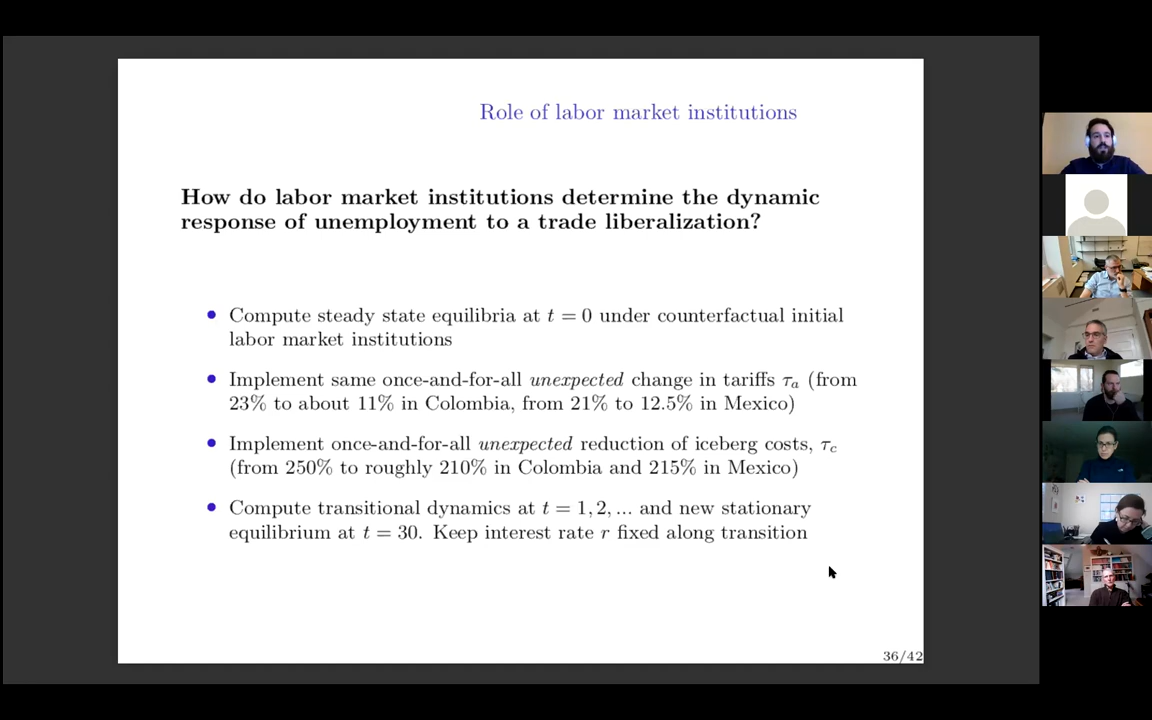 Role of labor market institutions
How do labor market institutions determine the dynamic
response of unemployment to a trade liberalization?
• Compute steady state equilibria at t = 0 under counterfactual initial
labor market institutions
• Implement same once-and-for-all unexpected change in tariffs τa (from
23% to about 11% in Colombia, from 21% to 12.5% in Mexico)
• Implement once-and-for-all unexpected reduction of iceberg costs, τc
(from 250% to roughly 210% in Colombia and 215% in Mexico)
• Compute transitional dynamics at t = 1, 2, ... and new stationary
equilibrium at t = 30. Keep interest rate r fixed along transition
36/42